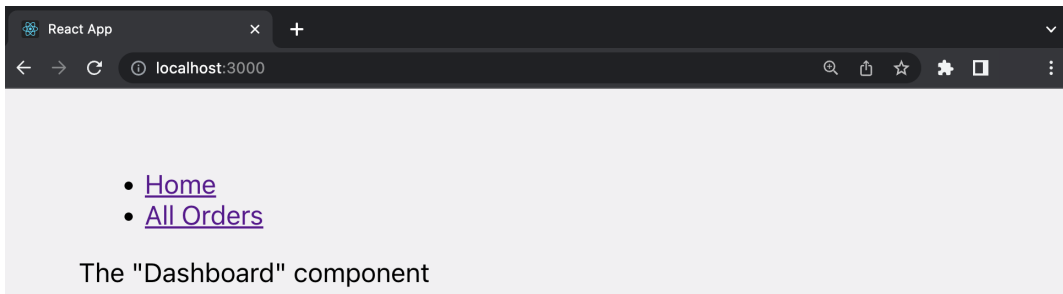 React App
localhost:3000
Home
All Orders
The "Dashboard" component